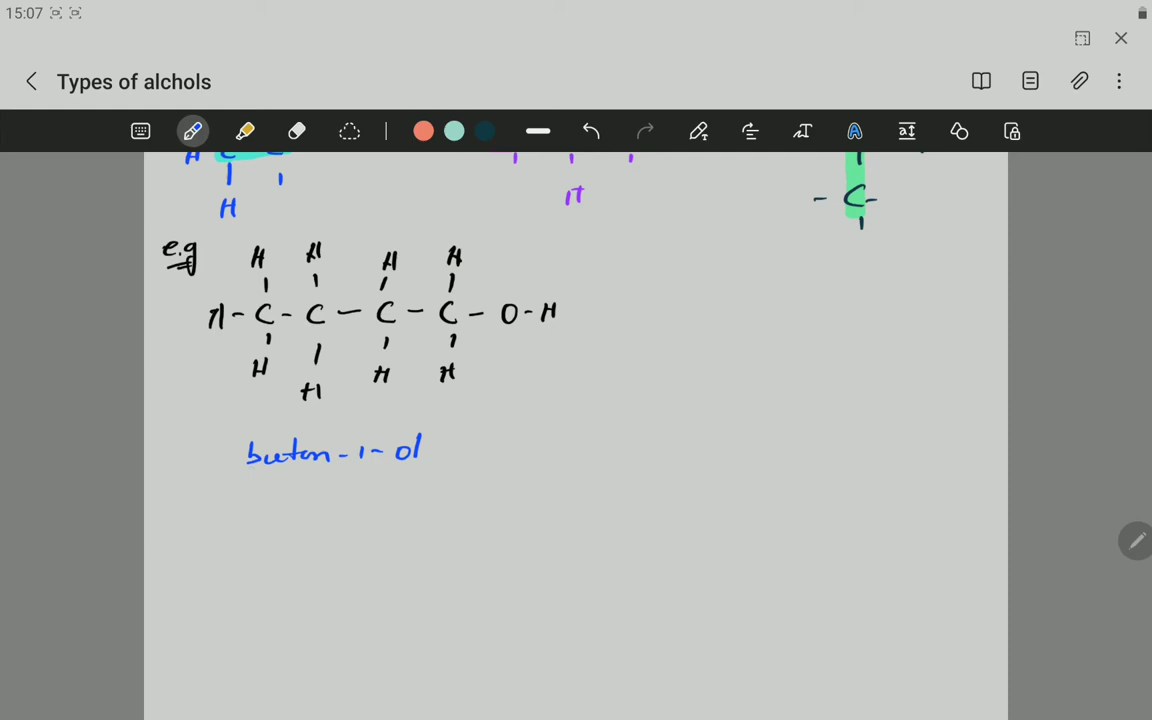 15:07
Types of alchols
A
H C C
H
H
- C -
e.g
H H H H
H - C - C - C - C - O - H
H H H H
butan-1-ol